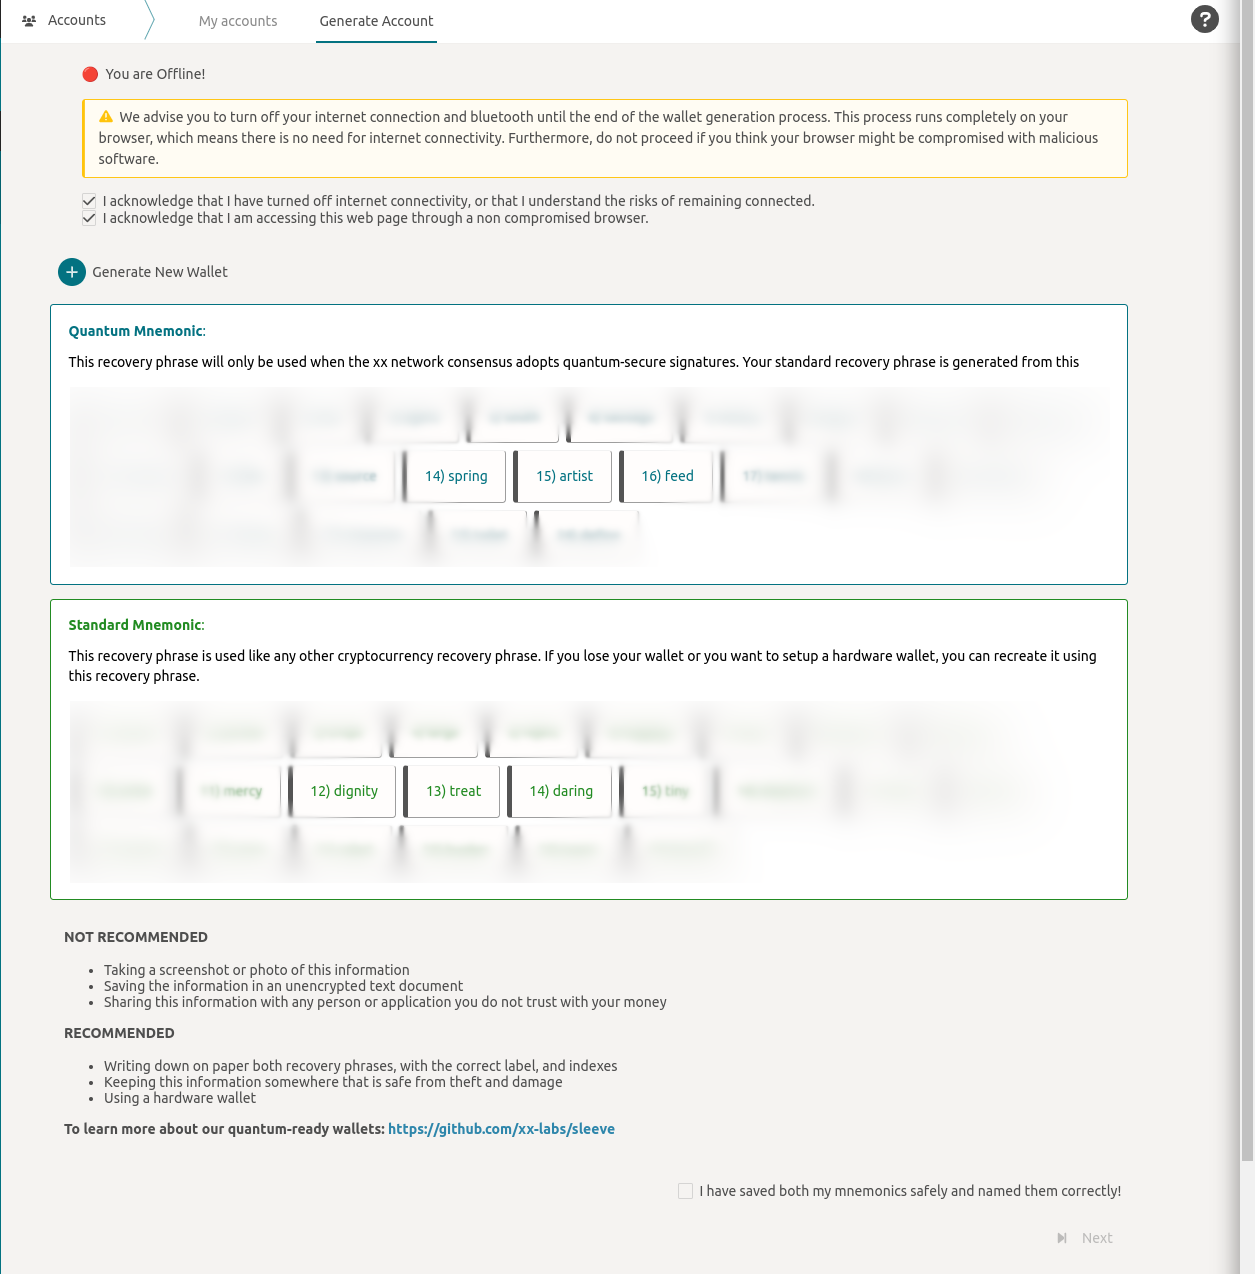 Accounts
My accounts
Generate Account
?
You are Offline!
We advise you to turn off your internet connection and bluetooth until the end of the wallet generation process. This process runs completely on your
browser, which means there is no need for internet connectivity. Furthermore, do not proceed if you think your browser might be compromised with malicious
software.
I acknowledge that I have turned off internet connectivity, or that I understand the risks of remaining connected.
I acknowledge that I am accessing this web page through a non compromised browser.
Generate New Wallet
Quantum Mnemonic:
This recovery phrase will only be used when the xx network consensus adopts quantum-secure signatures. Your standard recovery phrase is generated from this
14) spring
15) artist
16) feed
Standard Mnemonic:
This recovery phrase is used like any other cryptocurrency recovery phrase. If you lose your wallet or you want to setup a hardware wallet, you can recreate it using
this recovery phrase.
11) mercy
12) dignity
13) treat
14) daring
15) tiny
NOT RECOMMENDED
• Taking a screenshot or photo of this information
• Saving the information in an unencrypted text document
• Sharing this information with any person or application you do not trust with your money
RECOMMENDED
• Writing down on paper both recovery phrases, with the correct label, and indexes
• Keeping this information somewhere that is safe from theft and damage
• Using a hardware wallet
To learn more about our quantum-ready wallets: https://github.com/xx-labs/sleeve
I have saved both my mnemonics safely and named them correctly!
Next